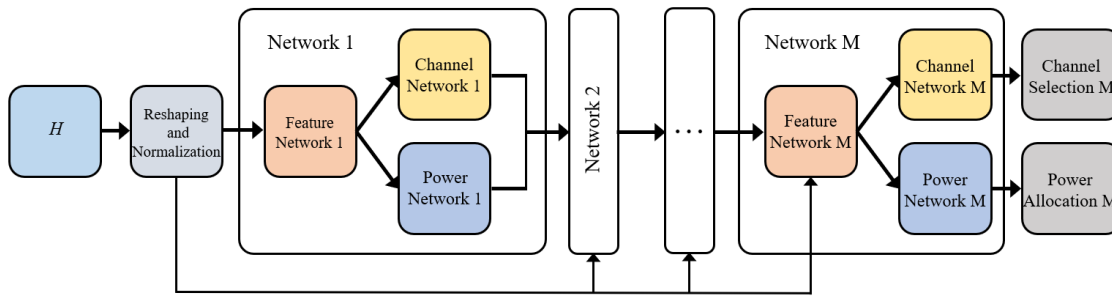 H
Reshaping
and
Normalization
Network 1
Feature
Network 1
Channel
Network 1
Power
Network 1
Network 2
...
Network M
Feature
Network M
Channel
Network M
Power
Network M
Channel
Selection M
Power
Allocation M